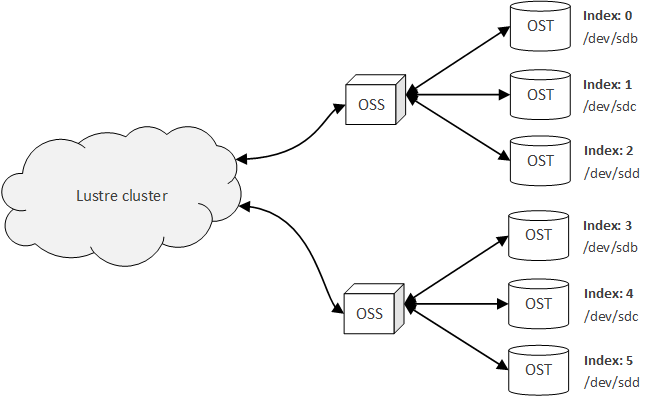 OST
Index: 0
/dev/sdb
OSS
OST
Index: 1
/dev/sdc
OST
Index: 2
/dev/sdd
Lustre cluster
OST
Index: 3
/dev/sdb
OSS
OST
Index: 4
/dev/sdc
OST
Index: 5
/dev/sdd